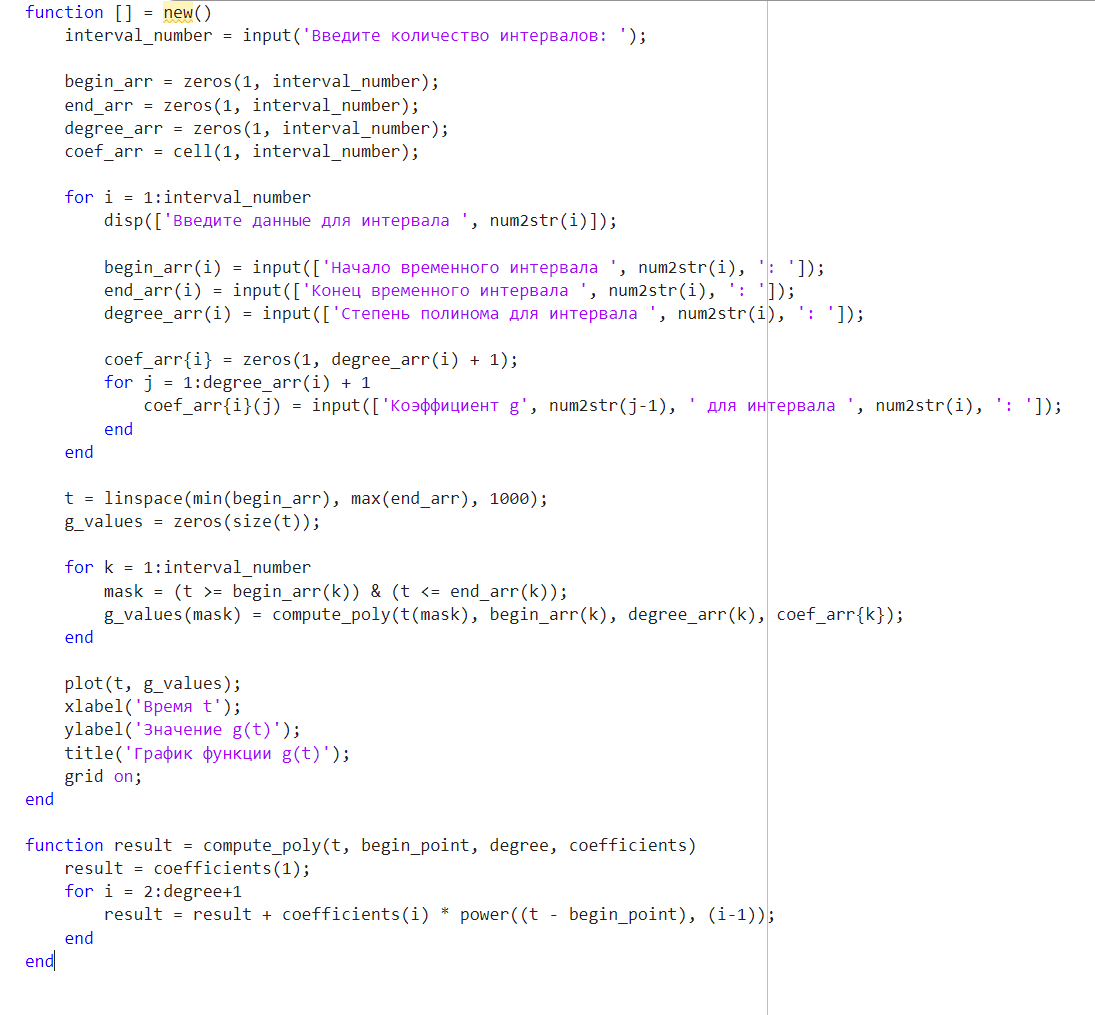 function [] = new()
    interval_number = input('Введите количество интервалов: ');

    begin_arr = zeros(1, interval_number);
    end_arr = zeros(1, interval_number);
    degree_arr = zeros(1, interval_number);
    coef_arr = cell(1, interval_number);

    for i = 1:interval_number
        disp(['Введите данные для интервала ', num2str(i)]);

        begin_arr(i) = input(['Начало временного интервала ', num2str(i), ': ']);
        end_arr(i) = input(['Конец временного интервала ', num2str(i), ': ']);
        degree_arr(i) = input(['Степень полинома для интервала ', num2str(i), ': ']);

        coef_arr{i} = zeros(1, degree_arr(i) + 1);
        for j = 1:degree_arr(i) + 1
            coef_arr{i}(j) = input(['Коэффициент g', num2str(j-1), ' для интервала ', num2str(i), ': ']);
        end
    end

    t = linspace(min(begin_arr), max(end_arr), 1000);
    g_values = zeros(size(t));

    for k = 1:interval_number
        mask = (t >= begin_arr(k)) & (t <= end_arr(k));
        g_values(mask) = compute_poly(t(mask), begin_arr(k), degree_arr(k), coef_arr{k});
    end

    plot(t, g_values);
    xlabel('Время t');
    ylabel('Значение g(t)');
    title('График функции g(t)');
    grid on;
end

function result = compute_poly(t, begin_point, degree, coefficients)
    result = coefficients(1);
    for i = 2:degree+1
        result = result + coefficients(i) * power((t - begin_point), (i-1));
    end
end